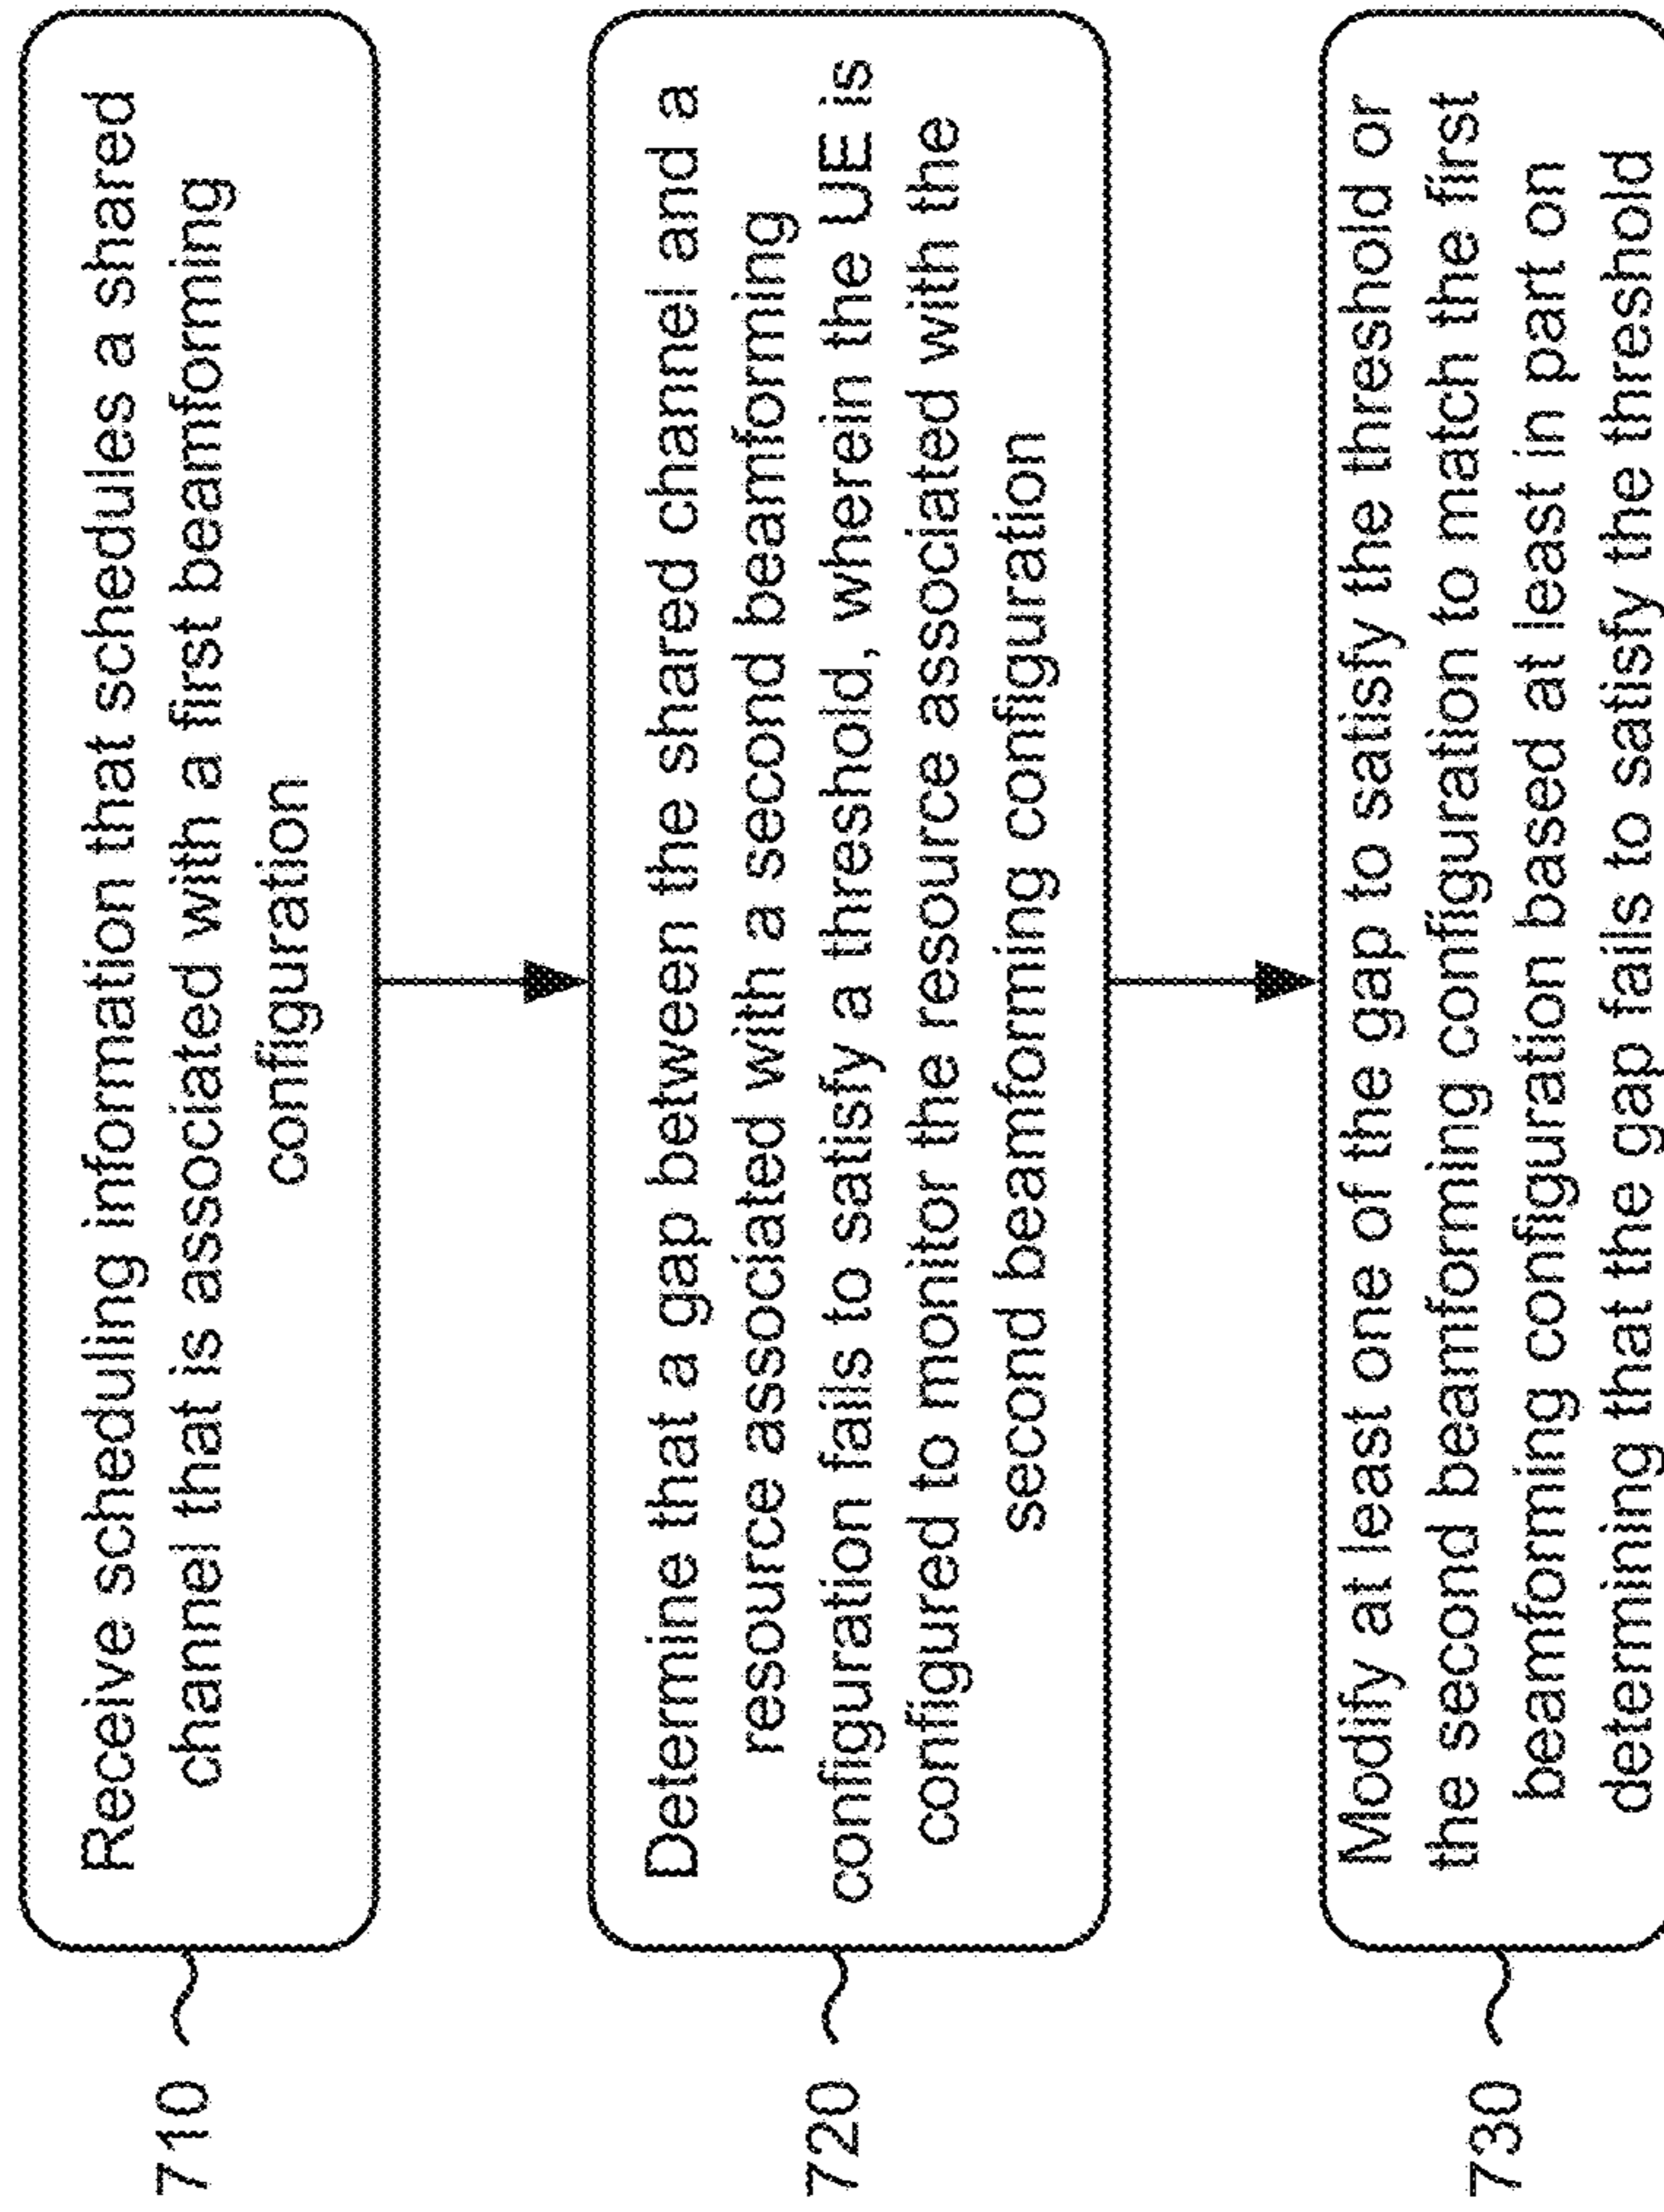 710
Receive scheduling information that schedules a shared
channel that is associated with a first beamforming
configuration
720
Determine that a gap between the shared channel and a
resource associated with a second beamforming
configuration fails to satisfy a threshold, wherein the UE is
configured to monitor the resource associated with the
second beamforming configuration
730
Modify at least one of the gap to satisfy the threshold or
the second beamforming configuration to match the first
beamforming configuration based at least in part on
determining that the gap fails to satisfy the threshold